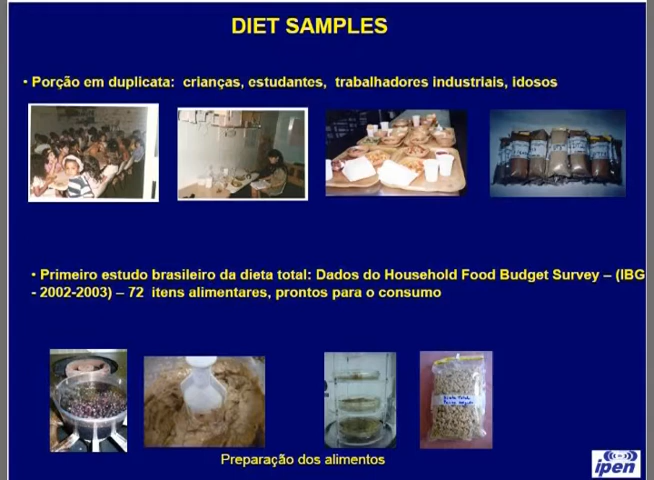 DIET SAMPLES
• Porção em duplicata: crianças, estudantes, trabalhadores industriais, idosos
• Primeiro estudo brasileiro da dieta total: Dados do Household Food Budget Survey – (IBG
- 2002-2003) – 72 itens alimentares, prontos para o consumo
Preparação dos alimentos
ipen